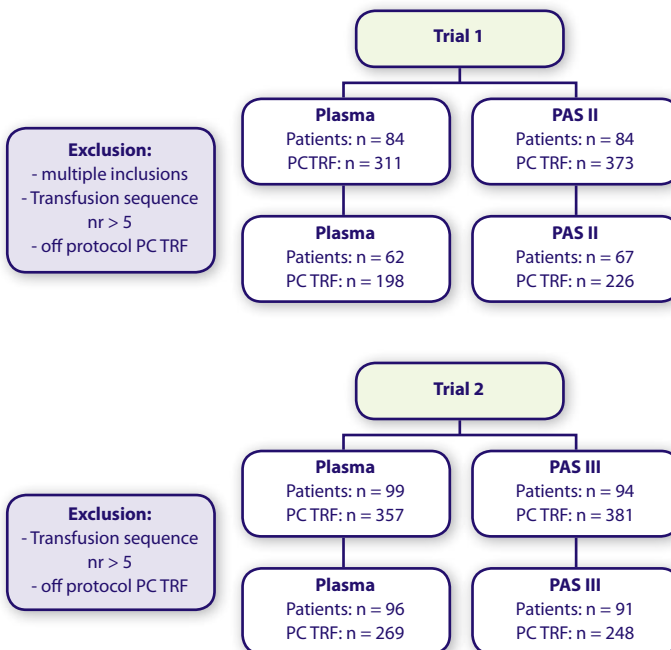 Trial 1
Plasma
Patients: n = 84
PCTRF: n = 311
PAS II
Patients: n = 84
PC TRF: n = 373
Exclusion:
- multiple inclusions
- Transfusion sequence
nr > 5
- off protocol PC TRF
Plasma
Patients: n = 62
PC TRF: n = 198
PAS II
Patients: n = 67
PC TRF: n = 226
Trial 2
Plasma
Patients: n = 99
PC TRF: n = 357
PAS III
Patients: n = 94
PC TRF: n = 381
Exclusion:
- Transfusion sequence
nr > 5
- off protocol PC TRF
Plasma
Patients: n = 96
PC TRF: n = 269
PAS III
Patients: n = 91
PC TRF: n = 248